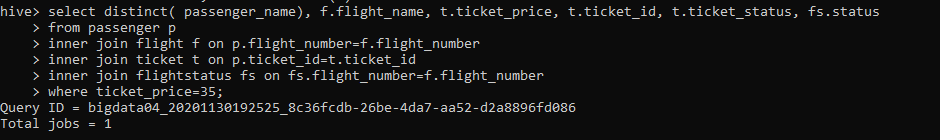 hive> select distinct( passenger_name), f.flight_name, t.ticket_price, t.ticket_id, t.ticket_status, fs.status
    > from passenger p
    > inner join flight f on p.flight_number=f.flight_number
    > inner join ticket t on p.ticket_id=t.ticket_id
    > inner join flightstatus fs on fs.flight_number=f.flight_number
    > where ticket_price=35;
Query ID = bigdata04_20201130192525_8c36fcdb-26be-4da7-aa52-d2a8896fd086
Total jobs = 1